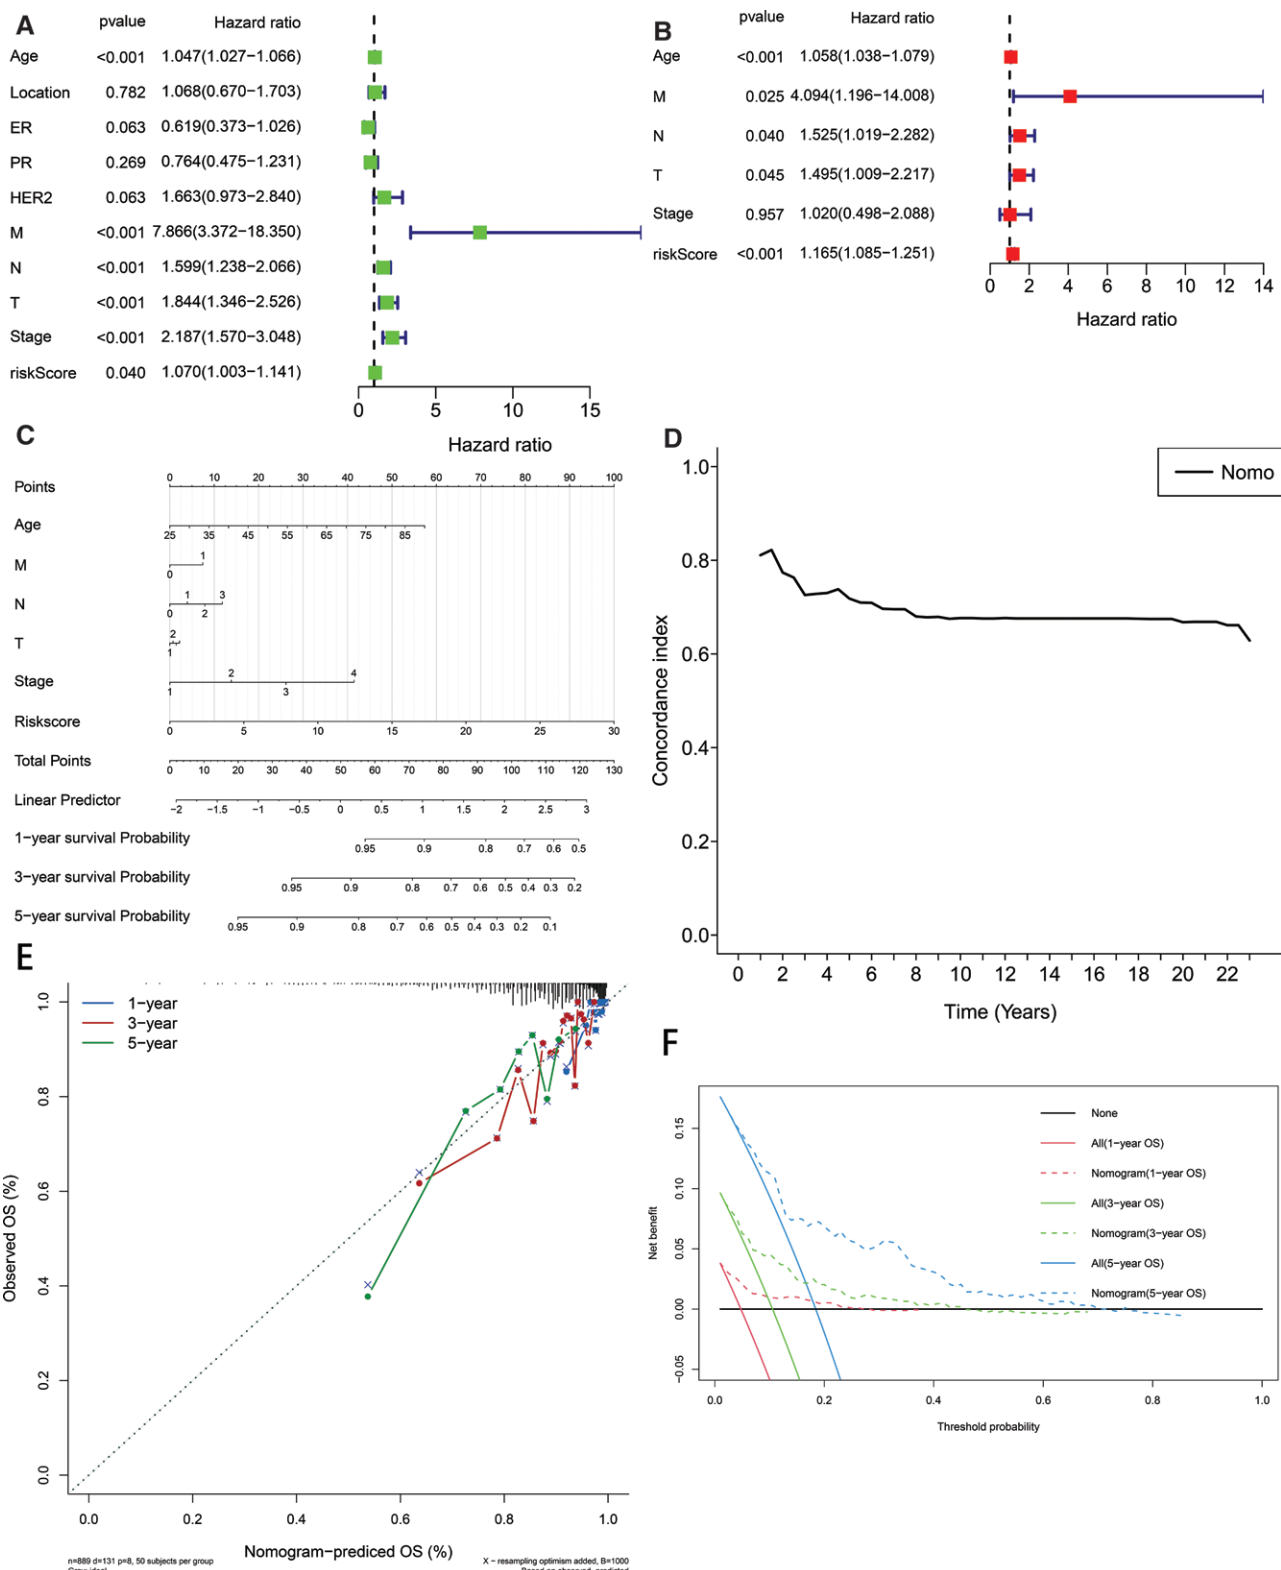 A
pvalue Hazard ratio
Age <0.001 1.047(1.027−1.066)
Location 0.782 1.068(0.670−1.703)
ER 0.063 0.619(0.373−1.026)
PR 0.269 0.764(0.475−1.231)
HER2 0.063 1.663(0.973−2.840)
M <0.001 7.866(3.372−18.350)
N <0.001 1.599(1.238−2.066)
T <0.001 1.844(1.346−2.526)
Stage <0.001 2.187(1.570−3.048)
riskScore 0.040 1.070(1.003−1.141)
0 5 10 15
Hazard ratio
B
pvalue Hazard ratio
Age <0.001 1.058(1.038−1.079)
M 0.025 4.094(1.196−14.008)
N 0.040 1.525(1.019−2.282)
T 0.045 1.495(1.009−2.217)
Stage 0.957 1.020(0.498−2.088)
riskScore <0.001 1.165(1.085−1.251)
0 2 4 6 8 10 12 14
Hazard ratio
C
Points 0 10 20 30 40 50 60 70 80 90 100
Age 25 35 45 55 65 75 85
M 0 1
N 0 1 2 3
T 1 2
Stage 1 2 3 4
Riskscore 0 5 10 15 20 25 30
Total Points 0 10 20 30 40 50 60 70 80 90 100 110 120 130
Linear Predictor −2 −1.5 −1 −0.5 0 0.5 1 1.5 2 2.5 3
1−year survival Probability 0.95 0.9 0.8 0.7 0.6 0.5
3−year survival Probability 0.95 0.9 0.8 0.7 0.6 0.5 0.4 0.3 0.2
5−year survival Probability 0.95 0.9 0.8 0.7 0.6 0.5 0.4 0.3 0.2 0.1
D
Nomo
Concordance index
1.0
0.8
0.6
0.4
0.2
0.0
0 2 4 6 8 10 12 14 16 18 20 22
Time (Years)
E
1−year
3−year
5−year
Observed OS (%)
1.0
0.8
0.6
0.4
0.2
0.0
0.0 0.2 0.4 0.6 0.8 1.0
Nomogram−prediced OS (%)
n=889 d=131 p=8, 50 subjects per group
X − resampling optimism added, B=1000
Gray: ideal
Based on observed−predicted
F
Net benefit
0.15
0.10
0.05
0.00
−0.05
None
All(1−year OS)
Nomogram(1−year OS)
All(3−year OS)
Nomogram(3−year OS)
All(5−year OS)
Nomogram(5−year OS)
0.0 0.2 0.4 0.6 0.8 1.0
Threshold probability